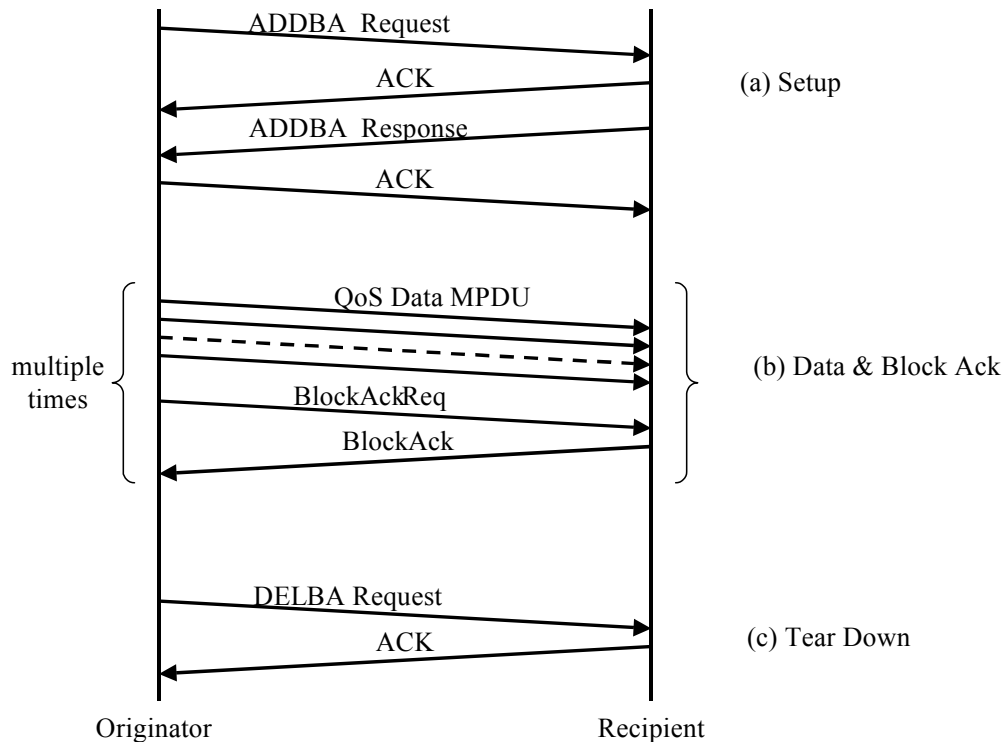 ADDBA Request
ACK
(a) Setup
ADDBA Response
ACK
QoS Data MPDU
multiple
times
(b) Data & Block Ack
BlockAckReq
BlockAck
DELBA Request
ACK
(c) Tear Down
Originator
Recipient